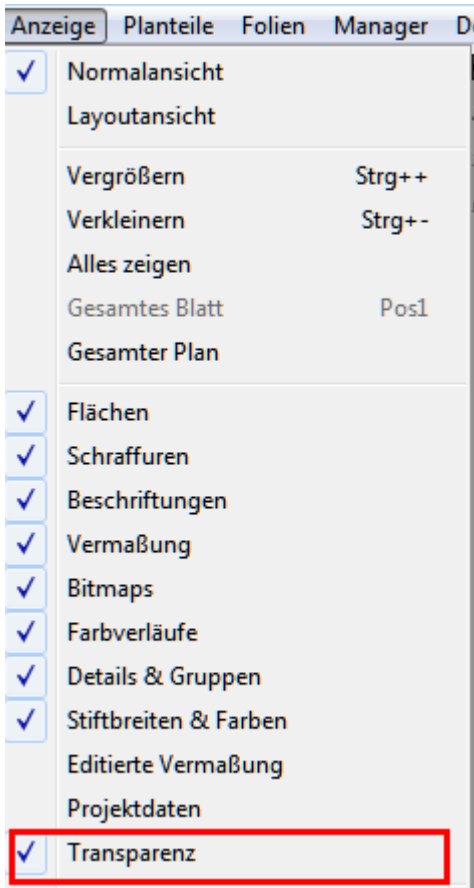 Anzeige Planteile Folien Manager
Normalansicht
Layoutansicht
Vergrößern Strg++
Verkleinern Strg+-
Alles zeigen
Gesamtes Blatt Pos1
Gesamter Plan
Flächen
Schraffuren
Beschriftungen
Vermaßung
Bitmaps
Farbverläufe
Details & Gruppen
Stiftbreiten & Farben
Editierte Vermaßung
Projektdaten
Transparenz